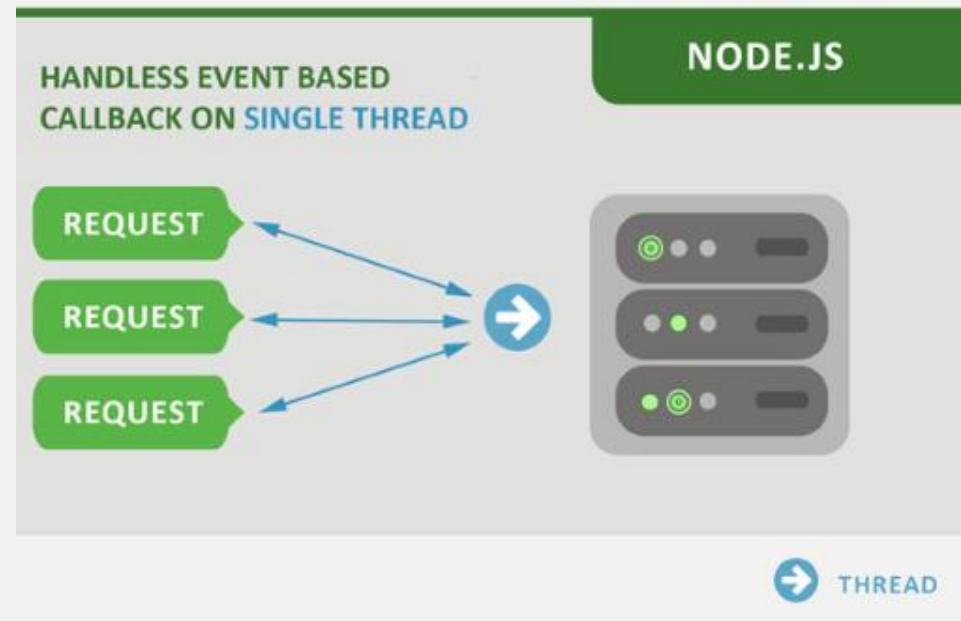 NODE.JS
HANDLESS EVENT BASED
CALLBACK ON SINGLE THREAD
REQUEST
REQUEST
REQUEST
THREAD